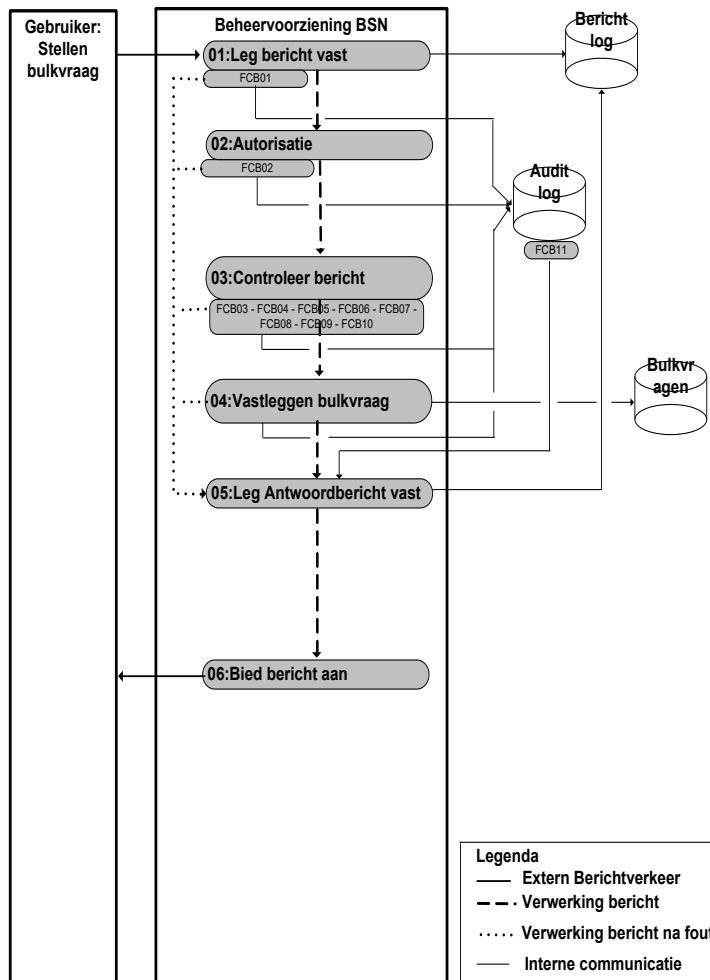 Gebruiker:
Stellen
bulkvraag
Beheervoorziening BSN
01:Leg bericht vast
FCB01
02:Autorisatie
FCB02
03:Controleer bericht
FCB03 - FCB04 - FCB05 - FCB06 - FCB07 -
FCB08 - FCB09 - FCB10
04:Vastleggen bulkvraag
05:Leg Antwoordbericht vast
06:Bied bericht aan
Bericht
log
Audit
log
FCB11
Bulkvr
agen
Legenda
Extern Berichtverkeer
Verwerking bericht
Verwerking bericht na fout
Interne communicatie